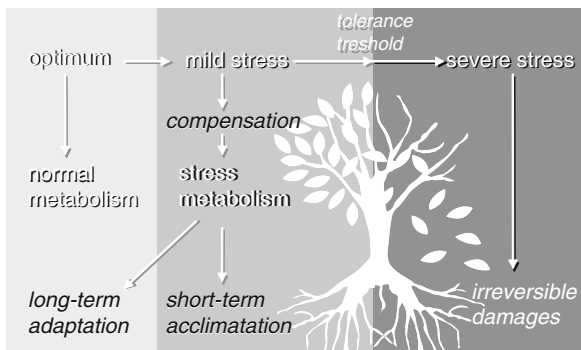 tolerance
treshold
optimum
mild stress
severe stress
compensation
normal
metabolism
stress
metabolism
long-term
adaptation
short-term
acclimatation
irreversible
damages